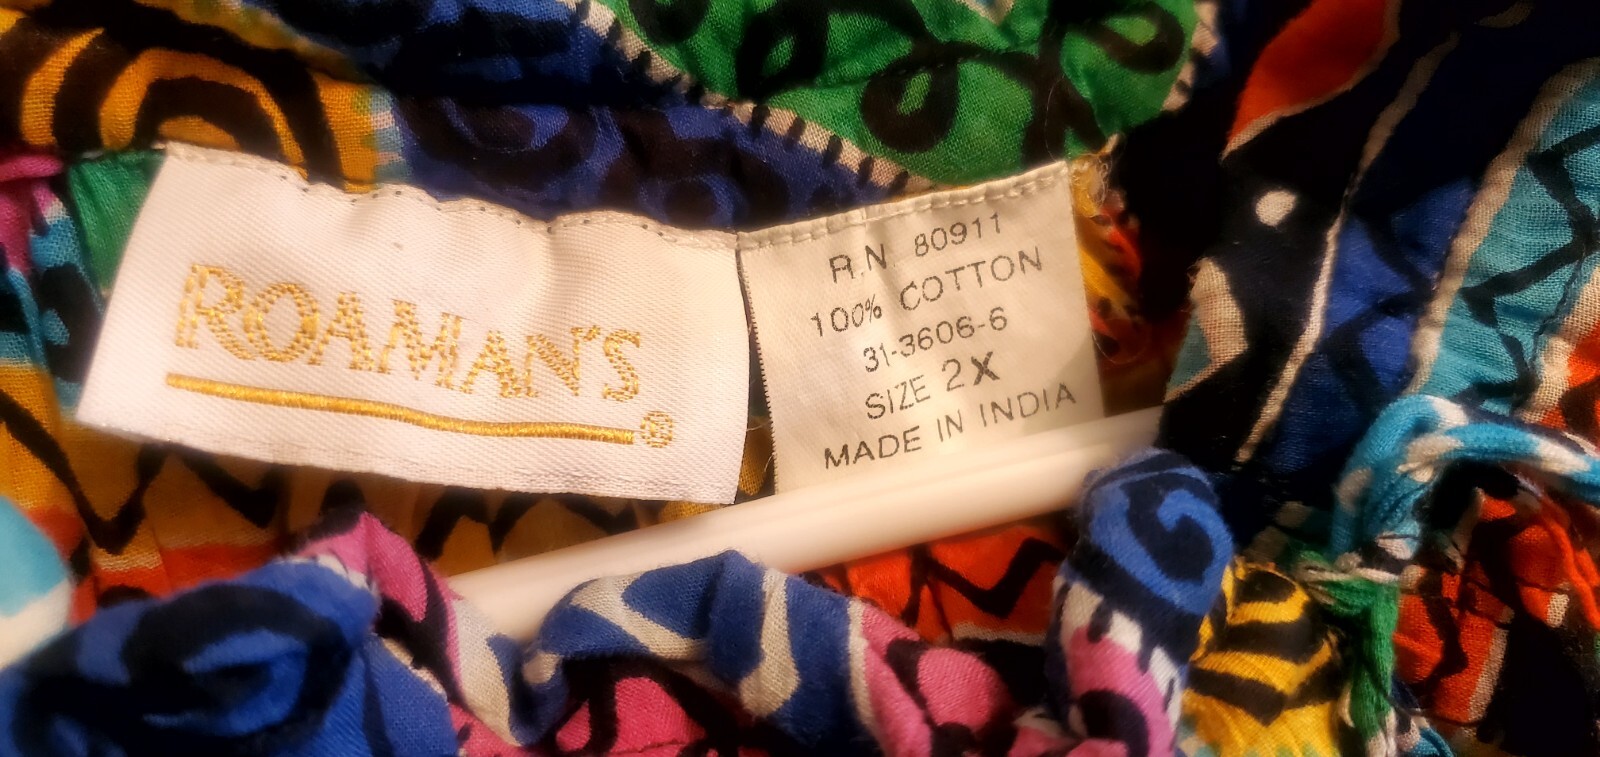 ROAMAN'S
®
R.N 80911
100% COTTON
31-3606-6
SIZE 2X
MADE IN INDIA